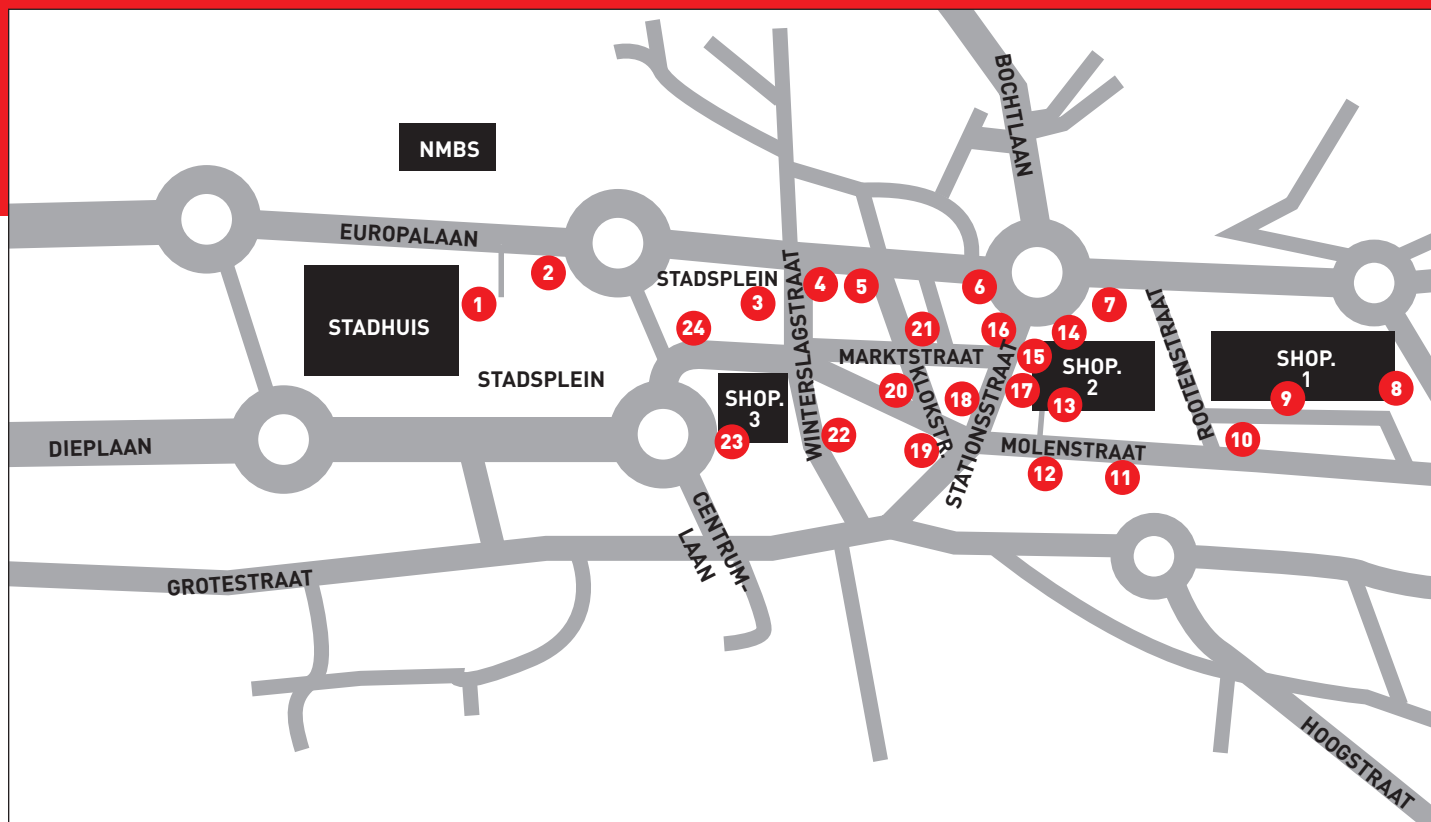 BOCHTLAAN
NMBS
EUROPALAAN
STADSPLEIN
STADHUIS
1
2
3
4
5
6
7
24
21
16
14
15
MARKTSTRAAT
WINTERSLAGSTRAAT
ROOTENSTRAAT
SHOP.
1
SHOP.
2
8
9
STADSPLEIN
SHOP.
3
20
KLOKSTR.
18
17
13
STATIONSSTRAAT
DIEPLAAN
23
22
19
MOLENSTRAAT
10
12
11
CENTRUM-
LAAN
GROTESTRAAT
HOOGSTRAAT